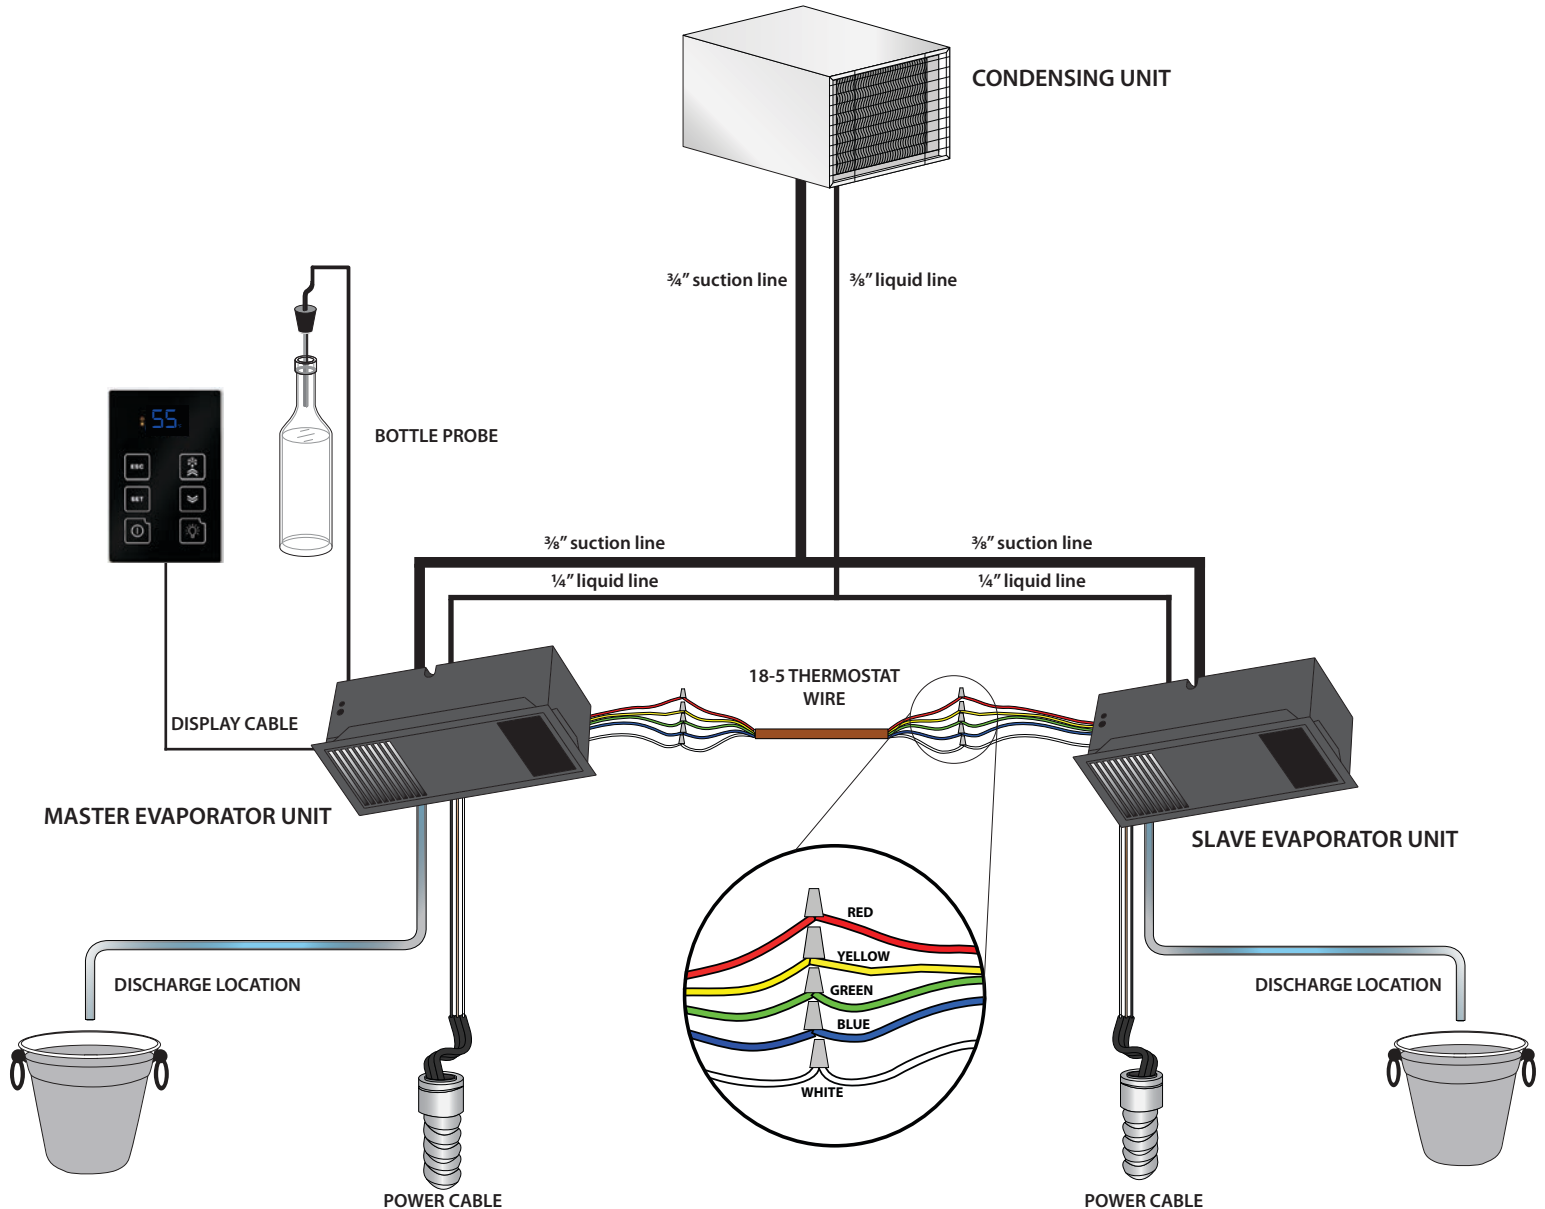 CONDENSING UNIT
¾” suction line
⅜” liquid line
55
BOTTLE PROBE
ESC
SET
⅜” suction line
⅜” suction line
¼” liquid line
¼” liquid line
18-5 THERMOSTAT
WIRE
DISPLAY CABLE
MASTER EVAPORATOR UNIT
SLAVE EVAPORATOR UNIT
RED
YELLOW
GREEN
BLUE
WHITE
DISCHARGE LOCATION
DISCHARGE LOCATION
POWER CABLE
POWER CABLE